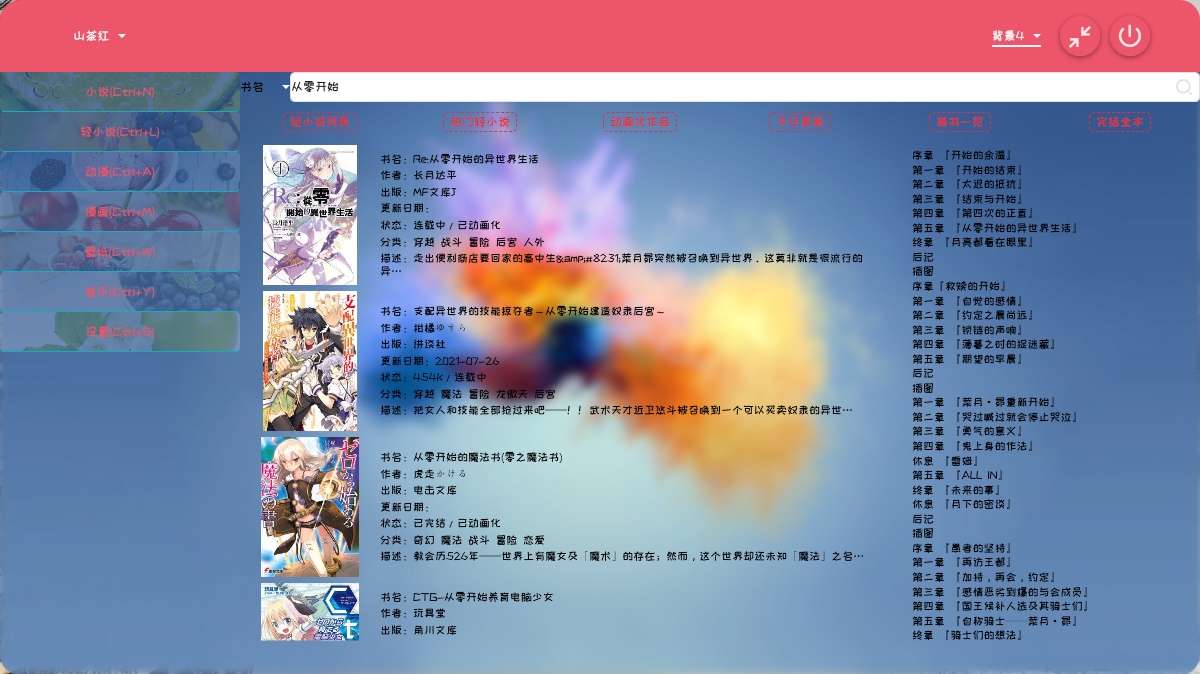 山茶红
背景4
小说(Ctrl+N)
轻小说(Ctrl+L)
动漫(Ctrl+A)
漫画(Ctrl+M)
壁纸(Ctrl+W)
音乐(Ctrl+Y)
设置(Ctrl+S)
书名
从零开始
轻小说列表
热门轻小说
动画化作品
今日更新
新书一览
完结全本
Re:從零開始的異世界生活
书名：Re:从零开始的异世界生活
作者：长月达平
出版：MF文库J
更新日期：
状态：连载中 / 已动画化
分类：穿越 战斗 冒险 后宫 人外
描述：走出便利商店要回家的高中生&amp;#8231;菜月昴突然被召唤到异世界，这莫非就是很流行的
异…
书名：支配异世界的技能掠夺者～从零开始建造奴隶后宫～
作者：柑橘ゆすら
出版：讲谈社
更新日期：2021-07-26
状态：454K / 连载中
分类：穿越 魔法 冒险 龙傲天 后宫
描述：把女人和技能全部抢过来吧——！！武术天才近卫悠斗被召唤到一个可以买卖奴隶的异世…
ゼロから始める
魔法の書
书名：从零开始的魔法书(零之魔法书)
作者：虎走かける
出版：电击文库
更新日期：
状态：已完结 / 已动画化
分类：奇幻 魔法 战斗 冒险 恋爱
描述：教会历526年——世界上有魔女及「魔术」的存在；然而，这个世界却还未知「魔法」之名…
书名：CTG-从零开始养育电脑少女
作者：玩具堂
出版：角川文库
序章 『开始的余温』
第一章 『开始的结束』
第二章 『太迟的抵抗』
第三章 『结束与开始』
第四章 『第四次的正直』
第五章 『从零开始的异世界生活』
终章 『月亮都看在眼里』
后记
插图
序章『救赎的开始』
第一章 『自觉的感情』
第二章 『约定之晨尚远』
第三章 『锁链的声响』
第四章 『薄暮之时的捉迷藏』
第五章 『期望的早晨』
后记
插图
第一章 『菜月·昴重新开始』
第二章 『哭过喊过就会停止哭泣』
第三章 『勇气的意义』
第四章 『鬼上身的作法』
休息 『雷姆』
第五章 『ALL IN』
终章 『未来的事』
休息 『月下的密谈』
后记
插图
序章 『愚者的坚持』
第一章 『再访王都』
第二章 『加持，再会，约定』
第三章 『感情恶劣到爆的与会成员』
第四章 『国王候补人选及其骑士们』
第五章 『自称骑士——菜月·昴』
终章 『骑士们的想法』